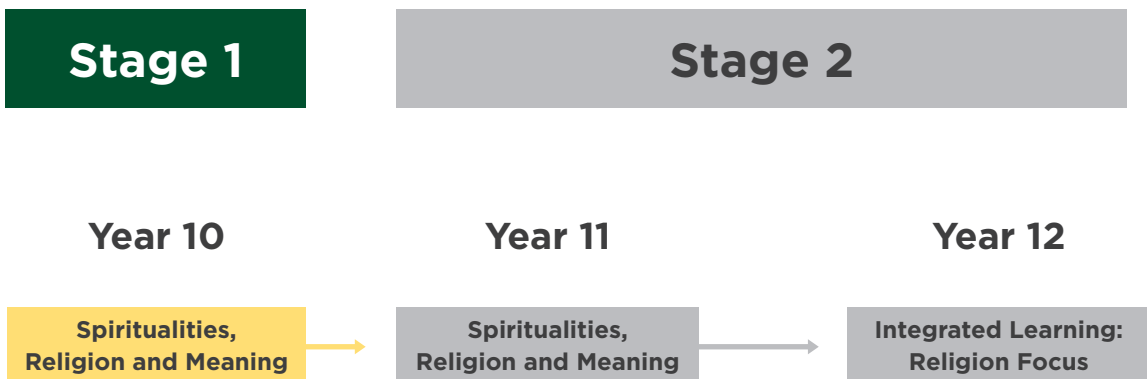 Stage 1
Stage 2
Year 10
Year 11
Year 12
Spiritualities,
Religion and Meaning
Spiritualities,
Religion and Meaning
Integrated Learning:
Religion Focus